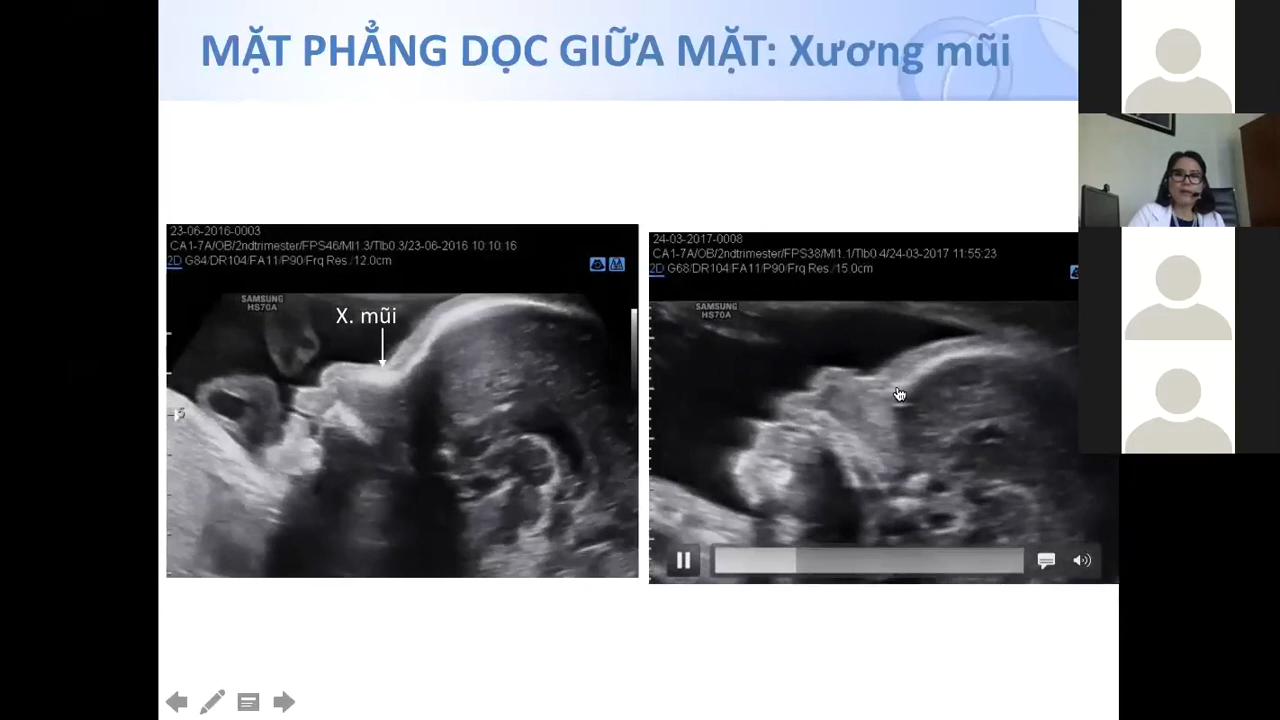 MẶT PHẲNG DỌC GIỮA MẶT: Xương mũi
23-06-2016-0003
CA1-7A/OB/2ndtrimester/FPS46/MI1.3/TIb0.3/23-06-2016 10:10:16
2D G84/DR104/FA11/P90/Frq Res./12.0cm
SAMSUNG
HS70A
X. mũi
24-03-2017-0008
CA1-7A/OB/2ndtrimester/FPS38/MI1.1/TIb0.4/24-03-2017 11:55:23
2D G68/DR104/FA11/P90/Frq Res./15.0cm
SAMSUNG
HS70A